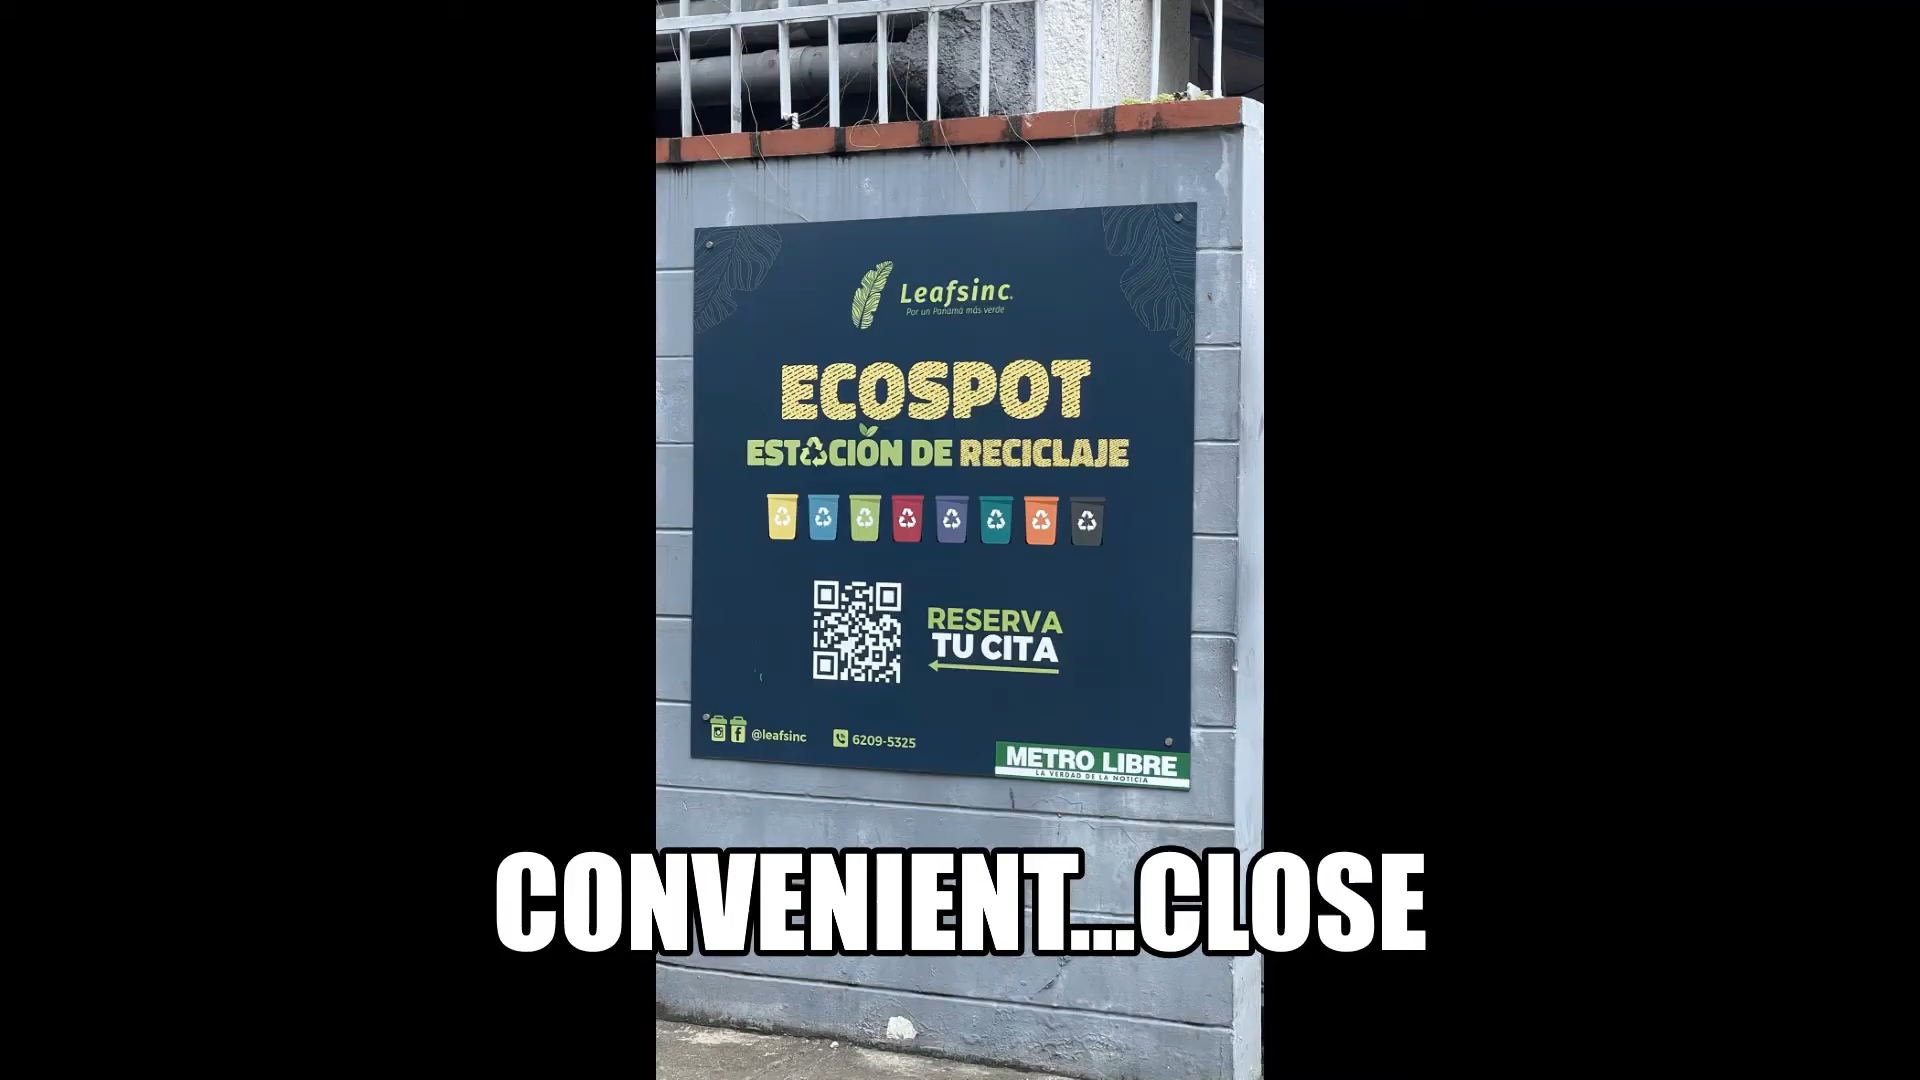 Leafsinc.
Por un Panamá más verde
ECOSPOT
ESTACIÓN DE RECICLAJE
RESERVA
TU CITA
@leafsinc 6209-5325
METRO LIBRE
LA VERDAD DE LA NOTICIA
CONVENIENT...CLOSE